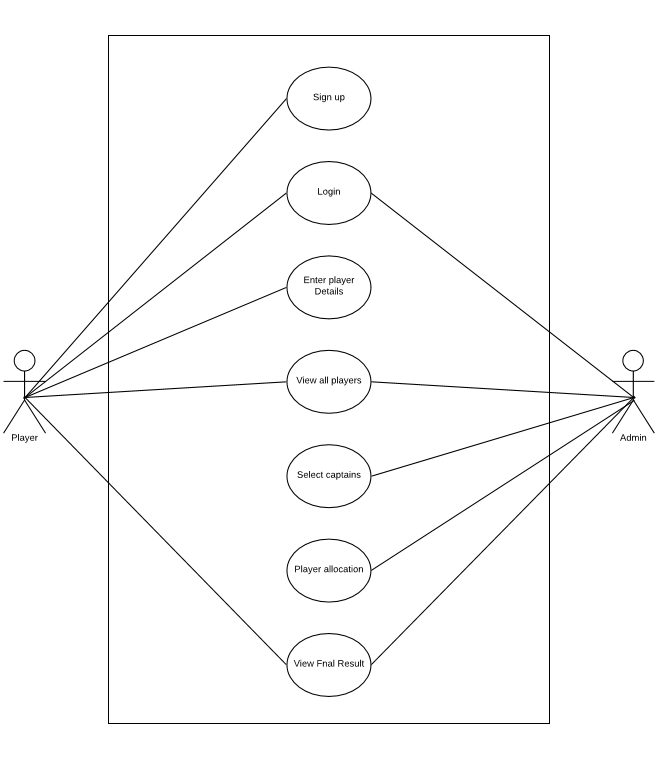 Sign up
Login
Enter player
Details
View all players
Player
Admin
Select captains
Player allocation
View Fnal Result